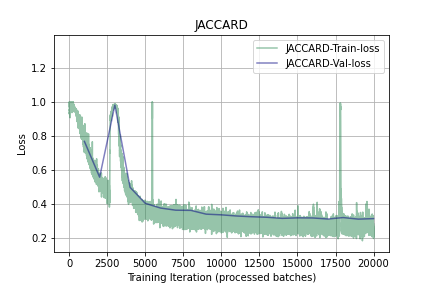 JACCARD
JACCARD-Train-loss
JACCARD-Val-loss
Loss
1.2
1.0
0.8
0.6
0.4
0.2
0 2500 5000 7500 10000 12500 15000 17500 20000
Training Iteration (processed batches)